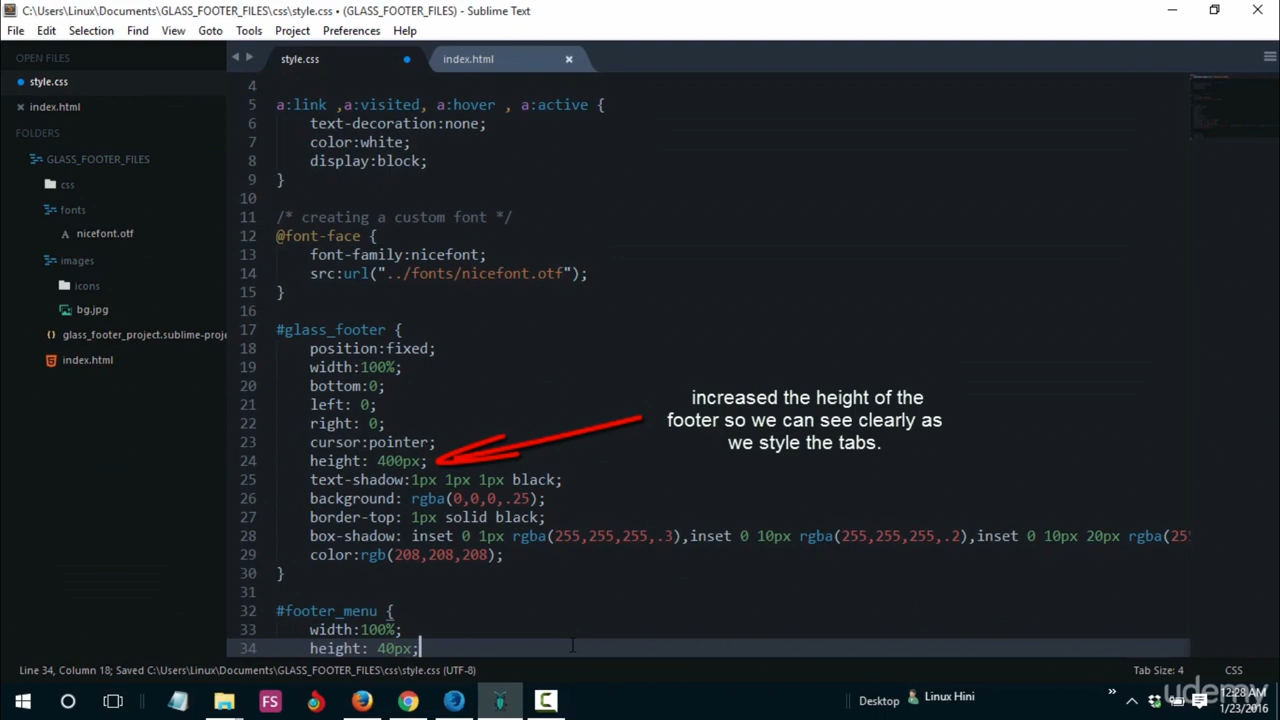 C:\Users\Linux\Documents\GLASS_FOOTER_FILES\css\style.css • (GLASS_FOOTER_FILES) - Sublime Text
File Edit Selection Find View Goto Tools Project Preferences Help
OPEN FILES
style.css
index.html
FOLDERS
GLASS_FOOTER_FILES
css
fonts
nicefont.otf
images
icons
bg.jpg
glass_footer_project.sublime-proje
index.html
style.css index.html
4
5 a:link ,a:visited, a:hover , a:active {
6 text-decoration:none;
7 color:white;
8 display:block;
9 }
10
11 /* creating a custom font */
12 @font-face {
13 font-family:nicefont;
14 src:url("../fonts/nicefont.otf");
15 }
16
17 #glass_footer {
18 position:fixed;
19 width:100%;
20 bottom:0;
21 left: 0;
22 right: 0;
23 cursor:pointer;
24 height: 400px;
25 text-shadow:1px 1px 1px black;
26 background: rgba(0,0,0,.25);
27 border-top: 1px solid black;
28 box-shadow: inset 0 1px rgba(255,255,255,.3),inset 0 10px rgba(255,255,255,.2),inset 0 10px 20px rgba(25
29 color:rgb(208,208,208);
30 }
31
32 #footer_menu {
33 width:100%;
34 height: 40px;
increased the height of the
footer so we can see clearly as
we style the tabs.
Line 34, Column 18; Saved C:\Users\Linux\Documents\GLASS_FOOTER_FILES\css\style.css (UTF-8)
Tab Size: 4 CSS
FS
Desktop
Linux Hini
12:28 AM
1/23/2016
udemy